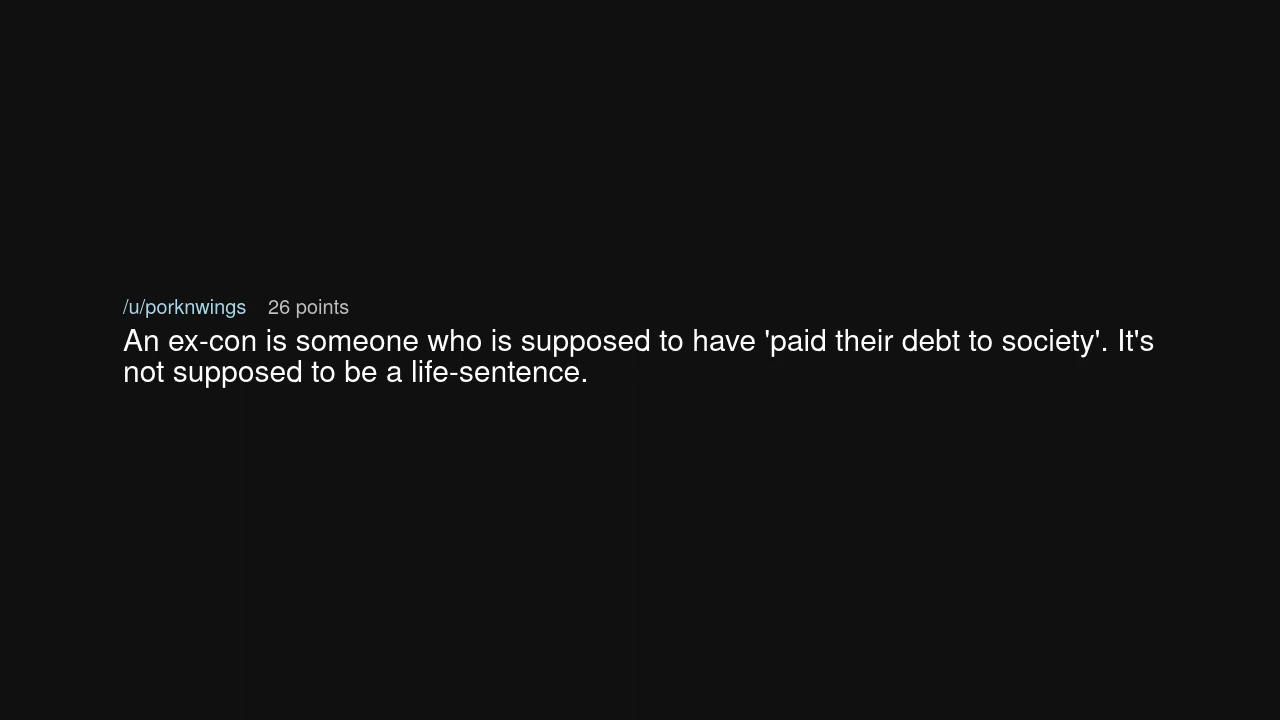 /u/porknwings 26 points
An ex-con is someone who is supposed to have 'paid their debt to society'. It's
not supposed to be a life-sentence.